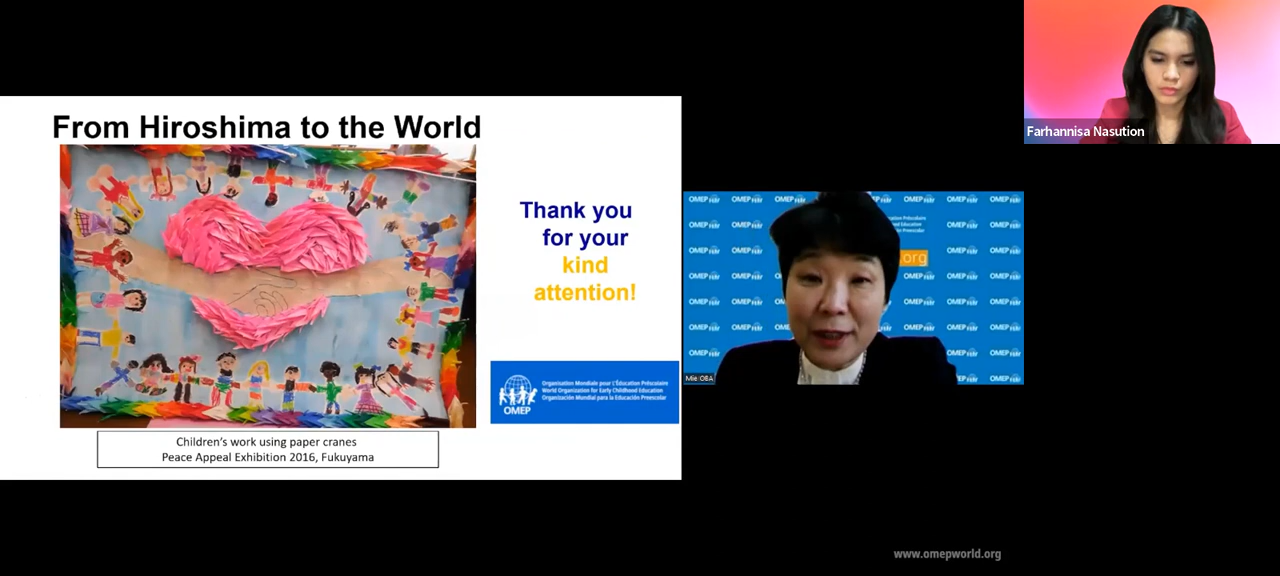 From Hiroshima to the World
Thank you
for your
kind
attention!
Organisation Mondiale pour L'Éducation Préscolaire
World Organization for Early Childhood Education
Organización Mundial para la Educación Preescolar
OMEP
Children's work using paper cranes
Peace Appeal Exhibition 2016, Fukuyama
Farhannisa Nasution
OMEP
.org
Mie OBA
www.omepworld.org